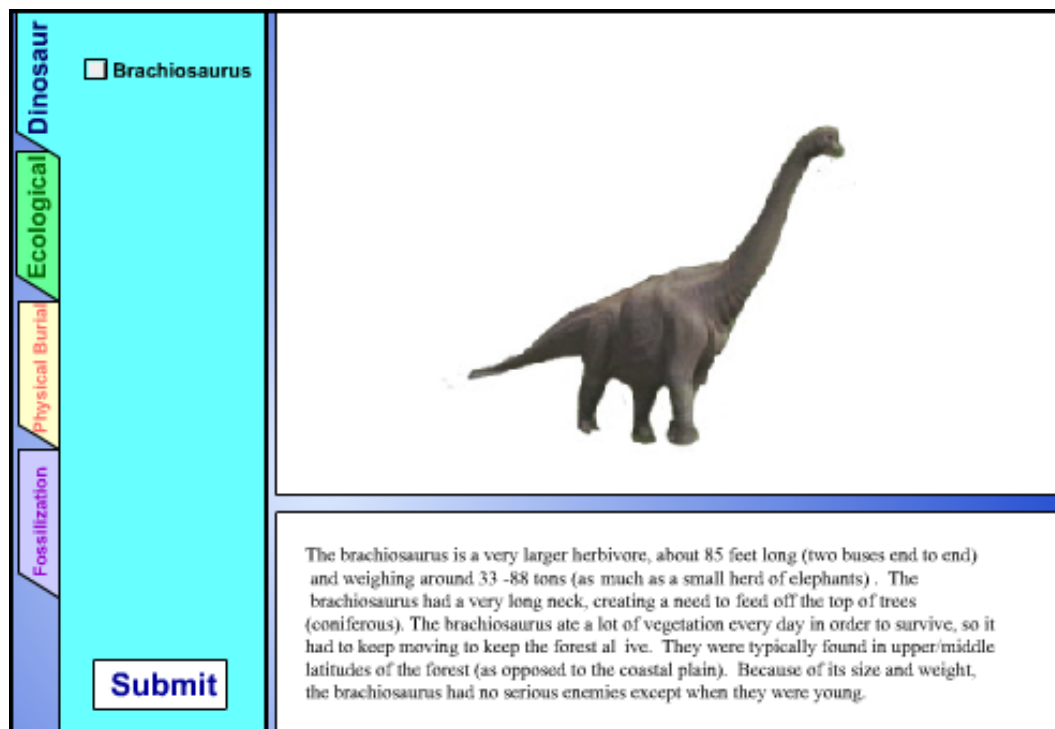 Dinosaur
Ecological
Physical Burial
Fossilization
Brachiosaurus
Submit
The brachiosaurus is a very larger herbivore, about 85 feet long (two buses end to end)
and weighing around 33 -88 tons (as much as a small herd of elephants) . The
brachiosaurus had a very long neck, creating a need to feed off the top of trees
(coniferous). The brachiosaurus ate a lot of vegetation every day in order to survive, so it
had to keep moving to keep the forest al ive. They were typically found in upper/middle
latitudes of the forest (as opposed to the coastal plain). Because of its size and weight,
the brachiosaurus had no serious enemies except when they were young.